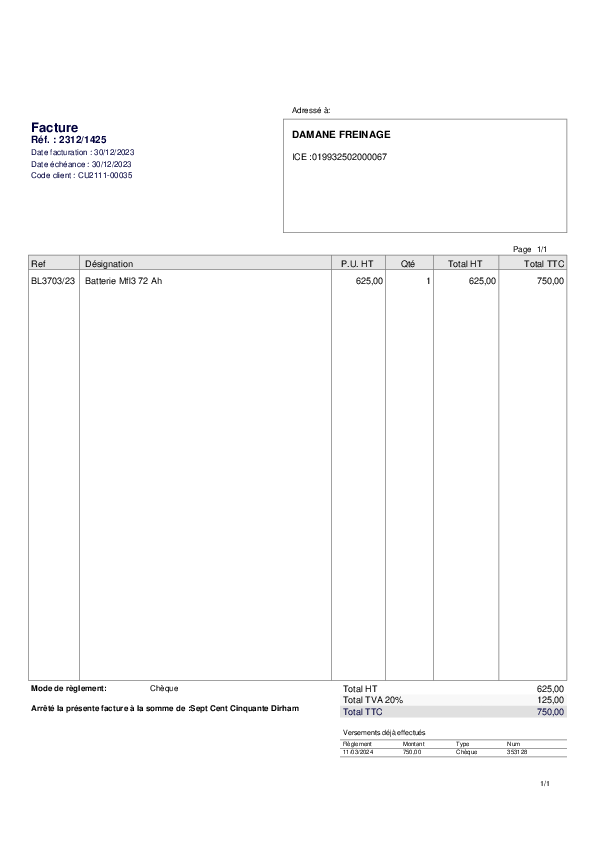 Adressé à:
Facture
Réf. : 2312/1425
Date facturation : 30/12/2023
Date échéance : 30/12/2023
Code client : CU2111-00035
DAMANE FREINAGE
ICE :019932502000067
Page 1/1
Ref Désignation P.U. HT Qté Total HT Total TTC
BL3703/23 Batterie Mfl3 72 Ah 625,00 1 625,00 750,00
Mode de règlement: Chèque
Arrêté la présente facture à la somme de :Sept Cent Cinquante Dirham
Total HT 625,00
Total TVA 20% 125,00
Total TTC 750,00
Versements déjà effectués
Règlement Montant Type Num
11/03/2024 750,00 Chèque 353128
1/1